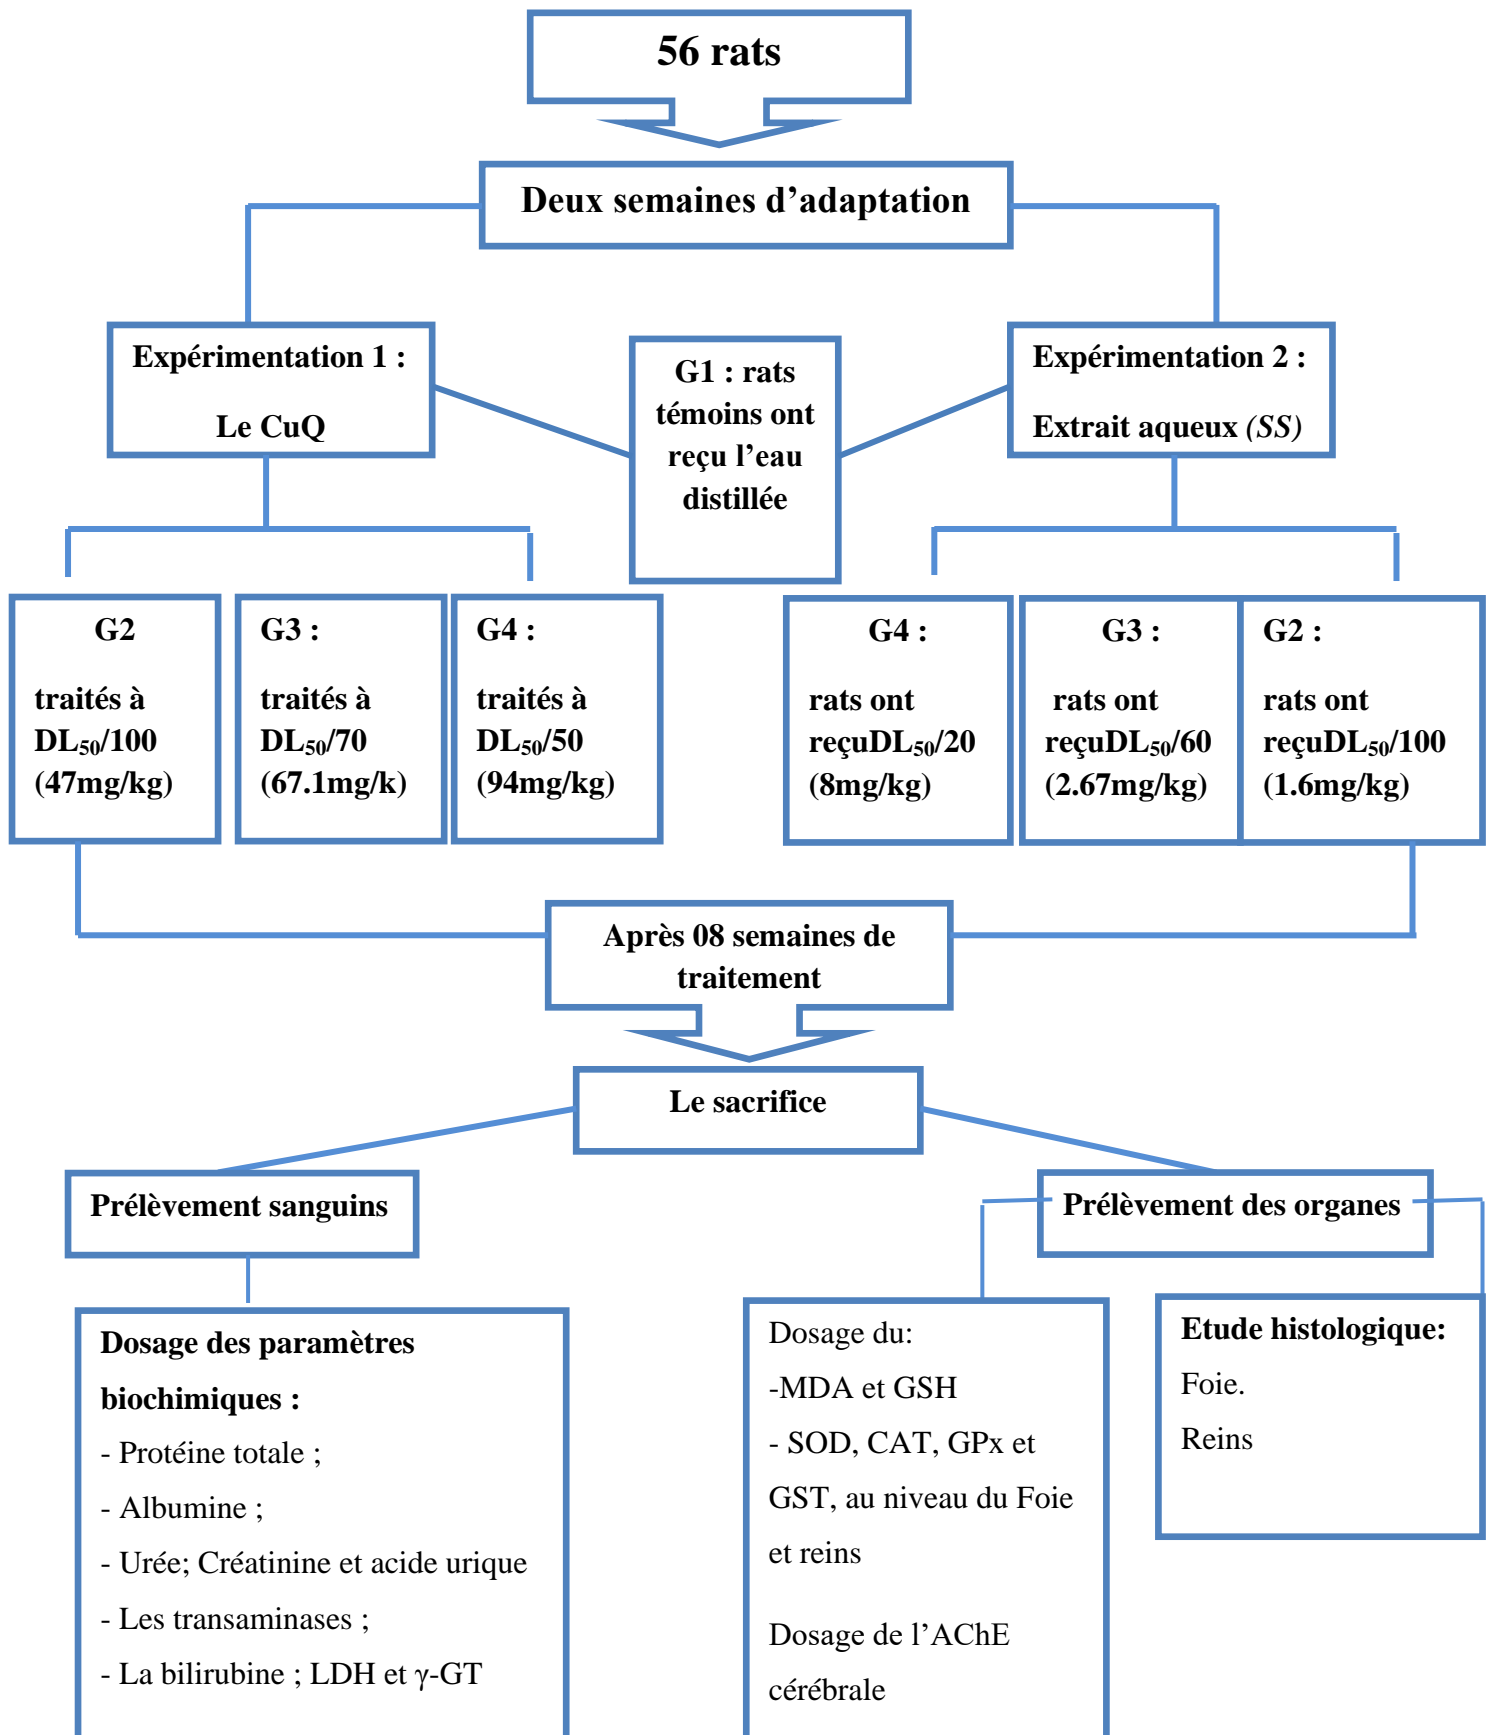 56 rats
Deux semaines d’adaptation
Expérimentation 1 :
Le CuQ
G1 : rats
témoins ont
reçu l’eau
distillée
Expérimentation 2 :
Extrait aqueux (SS)
G2
traités à
DL50/100
(47mg/kg)
G3 :
traités à
DL50/70
(67.1mg/k)
G4 :
traités à
DL50/50
(94mg/kg)
G4 :
rats ont
reçuDL50/20
(8mg/kg)
G3 :
rats ont
reçuDL50/60
(2.67mg/kg)
G2 :
rats ont
reçuDL50/100
(1.6mg/kg)
Après 08 semaines de
traitement
Le sacrifice
Prélèvement sanguins
Prélèvement des organes
Dosage des paramètres
biochimiques :
- Protéine totale ;
- Albumine ;
- Urée; Créatinine et acide urique
- Les transaminases ;
- La bilirubine ; LDH et γ-GT
Dosage du:
-MDA et GSH
- SOD, CAT, GPx et
GST, au niveau du Foie
et reins
Dosage de l’AChE
cérébrale
Etude histologique:
Foie.
Reins